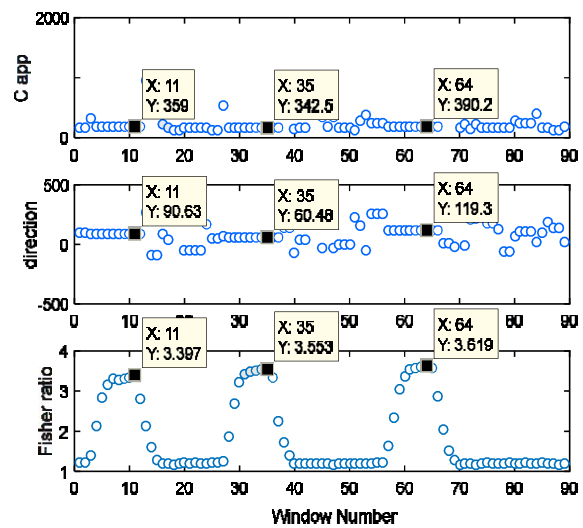 2000
C app
0
X: 11
Y: 359
X: 35
Y: 342.5
X: 64
Y: 390.2
0 10 20 30 40 50 60 70 80 90
500
direction
0
-500
X: 11
Y: 90.63
X: 35
Y: 60.48
X: 64
Y: 119.3
0 10 20 30 40 50 60 70 80 90
4
3
2
1
Fisher ratio
X: 11
Y: 3.397
X: 35
Y: 3.553
X: 64
Y: 3.619
0 10 20 30 40 50 60 70 80 90
Window Number